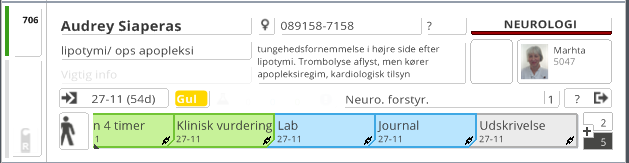 706
Audrey Siaperas
089158-7158
?
NEUROLOGI
lipotymi/ ops apopleksi
tungehedsfornemmelse i højre side efter
lipotymi. Trombolyse aflyst, men kører
apopleksiregim, kardiologisk tilsyn
Marhta
5047
Vigtig info
27-11 (54d)
Gul
Neuro. forstyr.
1
?
n 4 timer
1
Klinisk vurdering
27-11
Lab
27-11
Journal
27-11
Udskrivelse
27-11
+
2
5